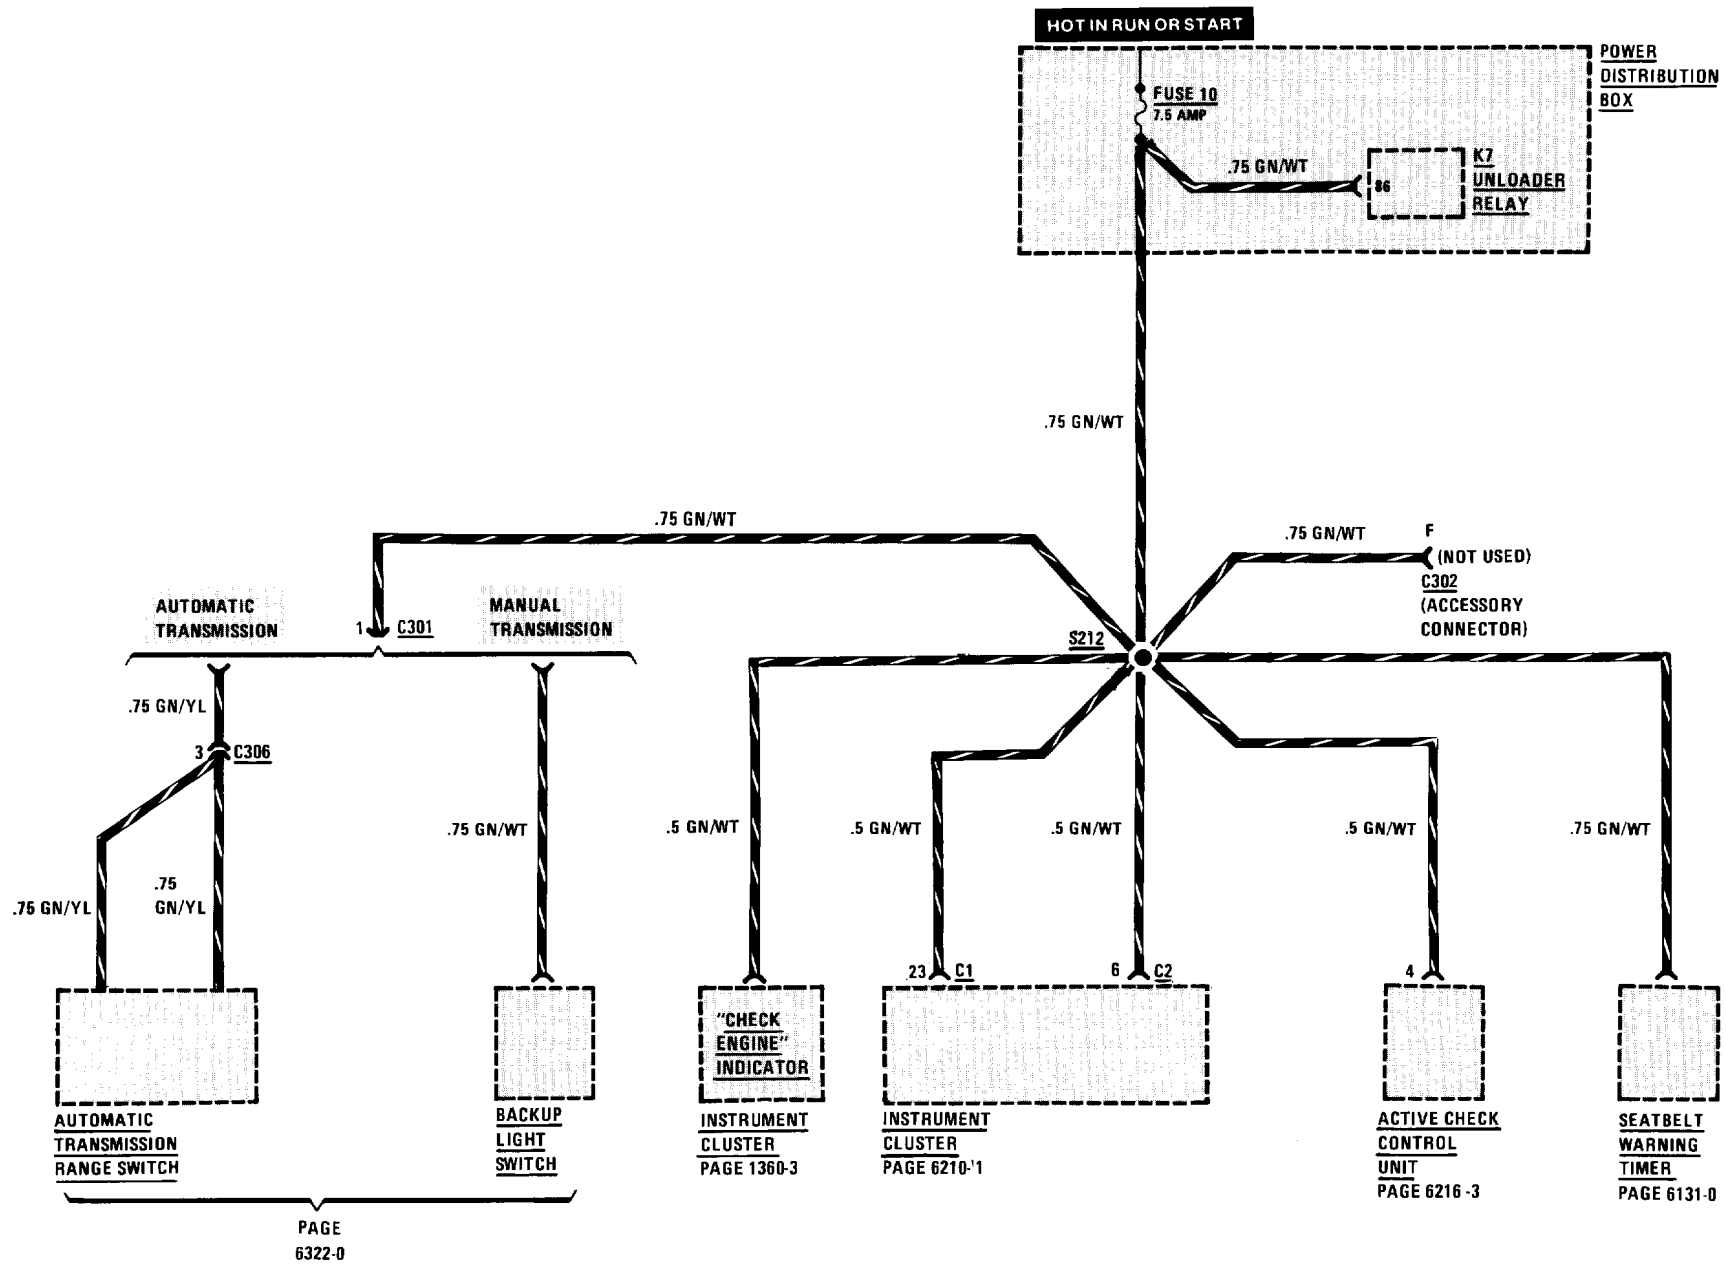 HOT IN RUN OR START
POWER
DISTRIBUTION
BOX
FUSE 10
7.5 AMP
.75 GN/WT
86
K7
UNLOADER
RELAY
.75 GN/WT
.75 GN/WT
.75 GN/WT
F
(NOT USED)
C302
(ACCESSORY
CONNECTOR)
AUTOMATIC
TRANSMISSION
1
C301
MANUAL
TRANSMISSION
S212
.75 GN/YL
3
C306
.75 GN/WT
.5 GN/WT
.5 GN/WT
.5 GN/WT
.5 GN/WT
.75 GN/WT
.75 GN/YL
.75
GN/YL
23
C1
6
C2
4
"CHECK
ENGINE"
INDICATOR
AUTOMATIC
TRANSMISSION
RANGE SWITCH
BACKUP
LIGHT
SWITCH
INSTRUMENT
CLUSTER
PAGE 1360-3
INSTRUMENT
CLUSTER
PAGE 6210-'1
ACTIVE CHECK
CONTROL
UNIT
PAGE 6216 -3
SEATBELT
WARNING
TIMER
PAGE 6131-0
PAGE
6322-0